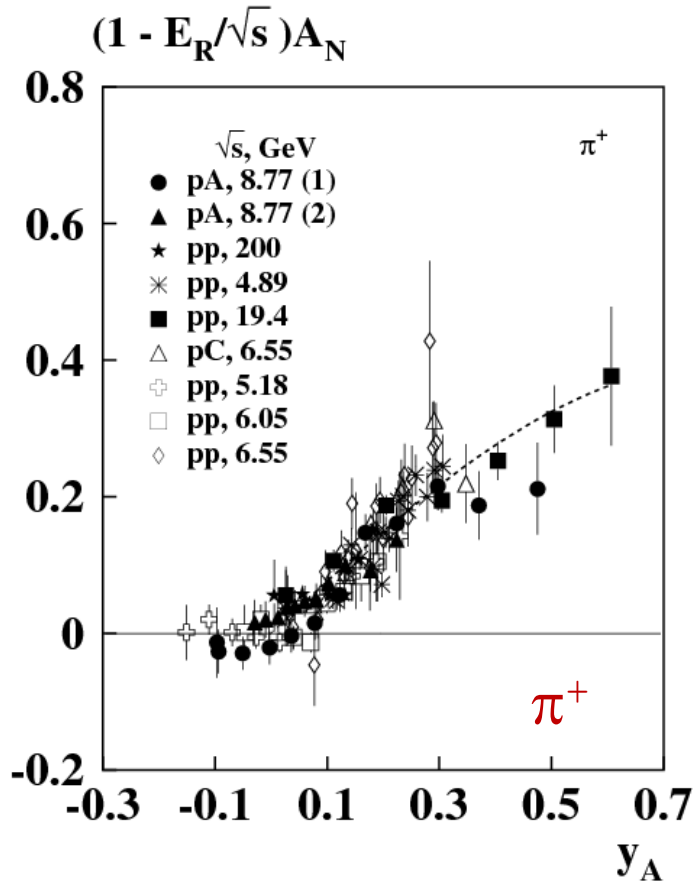 (1 - E_R/√s )A_N
0.8
0.6
0.4
0.2
0
-0.2
π⁺
√s, GeV
pA, 8.77 (1)
pA, 8.77 (2)
pp, 200
pp, 4.89
pp, 19.4
pC, 6.55
pp, 5.18
pp, 6.05
pp, 6.55
π⁺
-0.3 -0.1 0.1 0.3 0.5 0.7
y_A